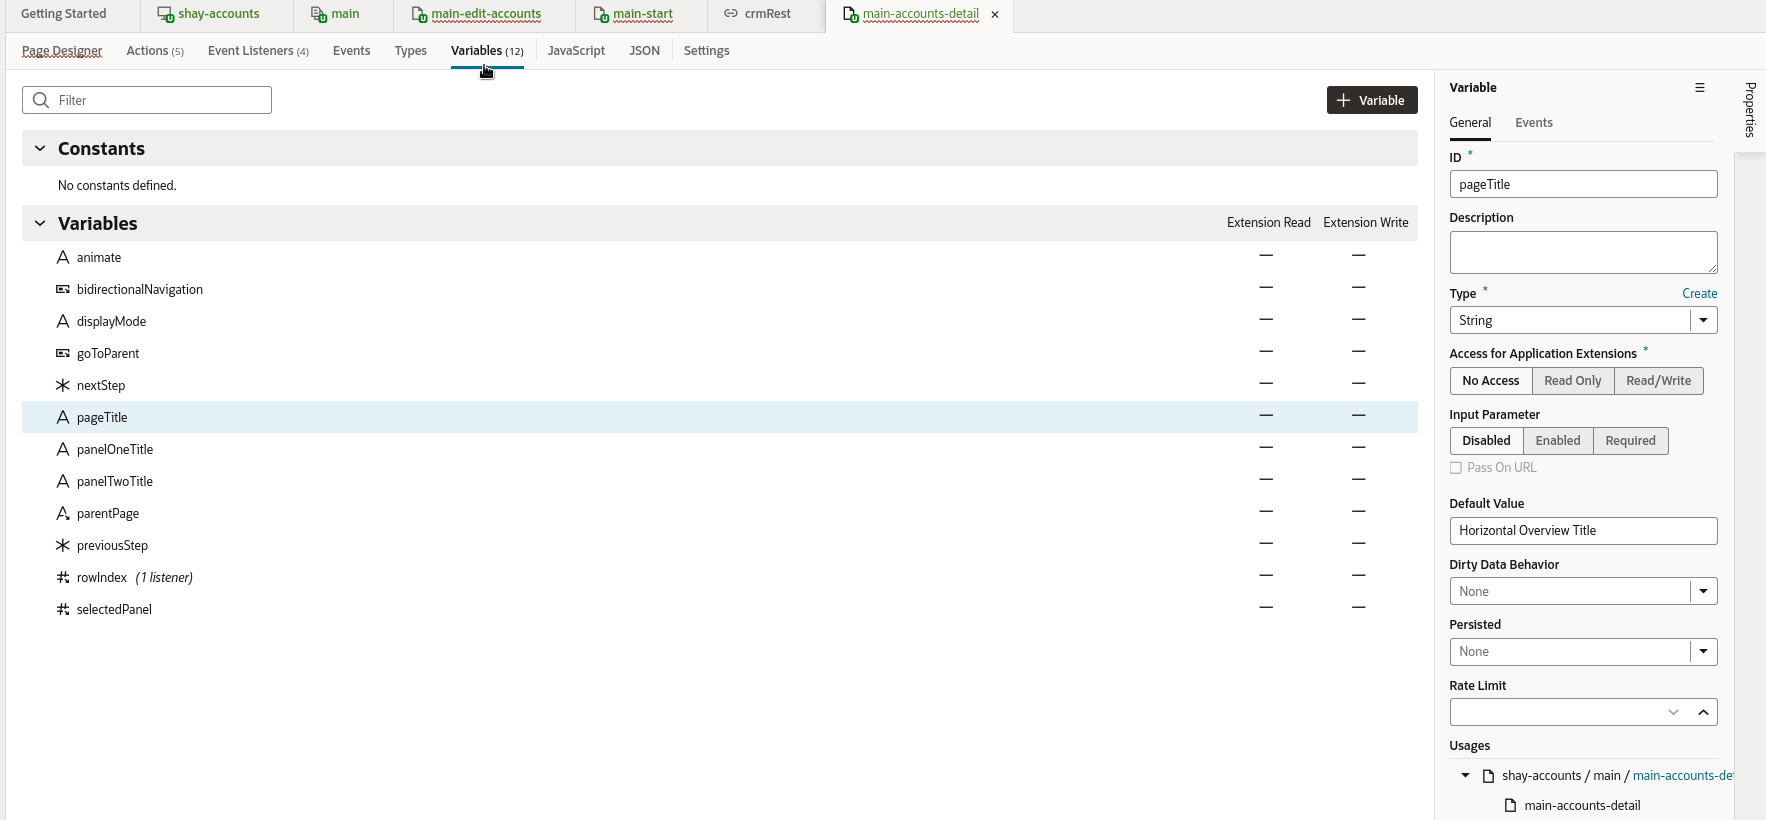 Getting Started shay-accounts main main-edit-accounts main-start crmRest main-accounts-detail ×
Page Designer Actions (5) Event Listeners (4) Events Types Variables (12) JavaScript JSON Settings
Filter
+ Variable
Constants
No constants defined.
Variables Extension Read Extension Write
animate — —
bidirectionalNavigation — —
displayMode — —
goToParent — —
nextStep — —
pageTitle — —
panelOneTitle — —
panelTwoTitle — —
parentPage — —
previousStep — —
rowIndex (1 listener) — —
selectedPanel — —
Variable
General Events
ID *
pageTitle
Description
Type * Create
String
Access for Application Extensions *
No Access Read Only Read/Write
Input Parameter
Disabled Enabled Required
Pass On URL
Default Value
Horizontal Overview Title
Dirty Data Behavior
None
Persisted
None
Rate Limit
Usages
shay-accounts / main / main-accounts-de
main-accounts-detail
Properties